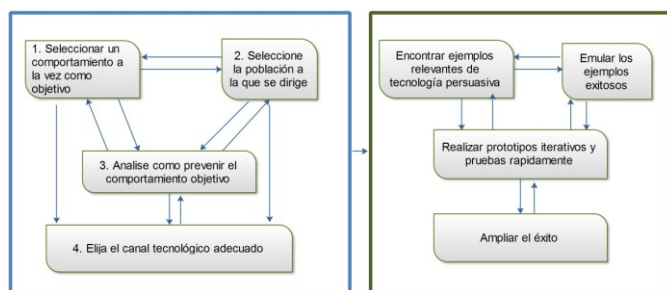 1. Seleccionar un
comportamiento a
la vez como
objetivo
2. Seleccione
la población a
la que se dirige
3. Analise como prevenir el
comportamiento objetivo
4. Elija el canal tecnológico adecuado
Encontrar ejemplos
relevantes de
tecnología persuasiva
Emular los
ejemplos
exitosos
Realizar prototipos iterativos y
pruebas rapidamente
Ampliar el éxito